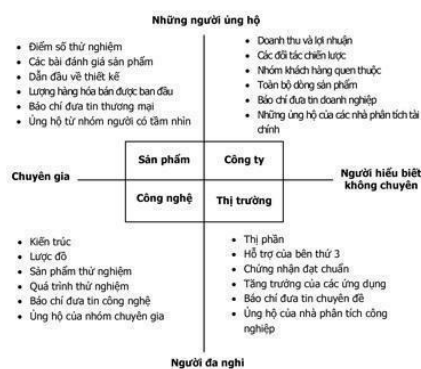 Những người ủng hộ
• Điểm số thử nghiệm
• Các bài đánh giá sản phẩm
• Dẫn đầu về thiết kế
• Lượng hàng hóa bán được ban đầu
• Báo chí đưa tin thương mại
• Ủng hộ từ nhóm người có tầm nhìn
• Doanh thu và lợi nhuận
• Các đối tác chiến lược
• Nhóm khách hàng quen thuộc
• Toàn bộ dòng sản phẩm
• Báo chí đưa tin doanh nghiệp
• Những ủng hộ của các nhà phân tích tài
chính
Sản phẩm
Công ty
Chuyên gia
Người hiểu biết
không chuyên
Công nghệ
Thị trường
• Kiến trúc
• Lược đồ
• Sản phẩm thử nghiệm
• Quá trình thử nghiệm
• Báo chí đưa tin công nghệ
• Ủng hộ của nhóm chuyên gia
• Thị phần
• Hỗ trợ của bên thứ 3
• Chứng nhận đạt chuẩn
• Tăng trưởng của các ứng dụng
• Báo chí đưa tin chuyên đề
• Ủng hộ của nhà phân tích công
nghiệp
Người đa nghi